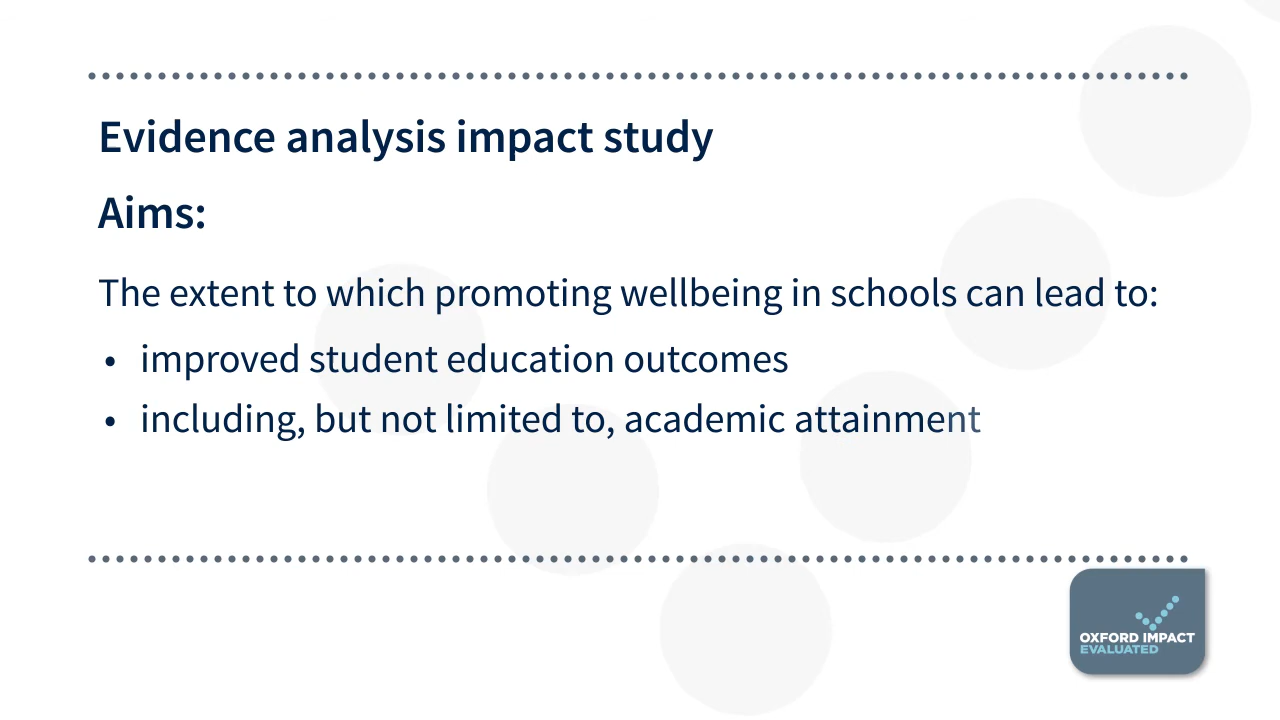 Evidence analysis impact study
Aims:
The extent to which promoting wellbeing in schools can lead to:
• improved student education outcomes
• including, but not limited to, academic attainment
OXFORD IMPACT
EVALUATED